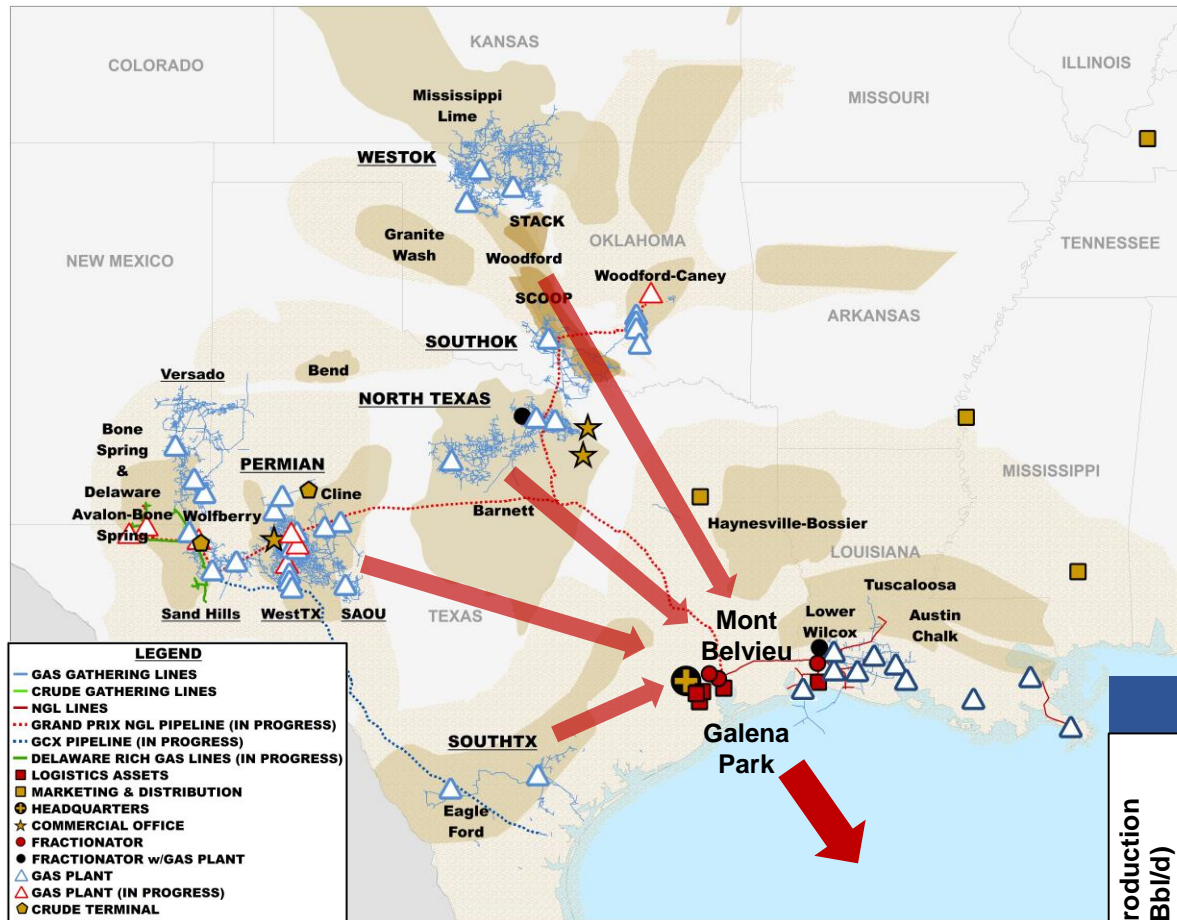 KANSAS
COLORADO
ILLINOIS
MISSOURI
Mississippi
Lime
WESTOK
STACK
Granite
Wash
OKLAHOMA
TENNESSEE
NEW MEXICO
Woodford
Woodford-Caney
SCOOP
ARKANSAS
SOUTHOK
Versado
Bend
NORTH TEXAS
Bone
Spring
&
Delaware
PERMIAN
MISSISSIPPI
Cline
Avalon-Bone
Spring
Wolfberry
Barnett
Haynesville-Bossier
LOUISIANA
Tuscaloosa
Sand Hills
WestTX
SAOU
TEXAS
Mont
Belvieu
Lower
Wilcox
Austin
Chalk
LEGEND
GAS GATHERING LINES
CRUDE GATHERING LINES
NGL LINES
GRAND PRIX NGL PIPELINE (IN PROGRESS)
GCX PIPELINE (IN PROGRESS)
DELAWARE RICH GAS LINES (IN PROGRESS)
LOGISTICS ASSETS
MARKETING & DISTRIBUTION
HEADQUARTERS
COMMERCIAL OFFICE
FRACTIONATOR
FRACTIONATOR w/GAS PLANT
GAS PLANT
GAS PLANT (IN PROGRESS)
CRUDE TERMINAL
SOUTHTX
Galena
Park
Eagle
Ford
roduction
Bbl/d)